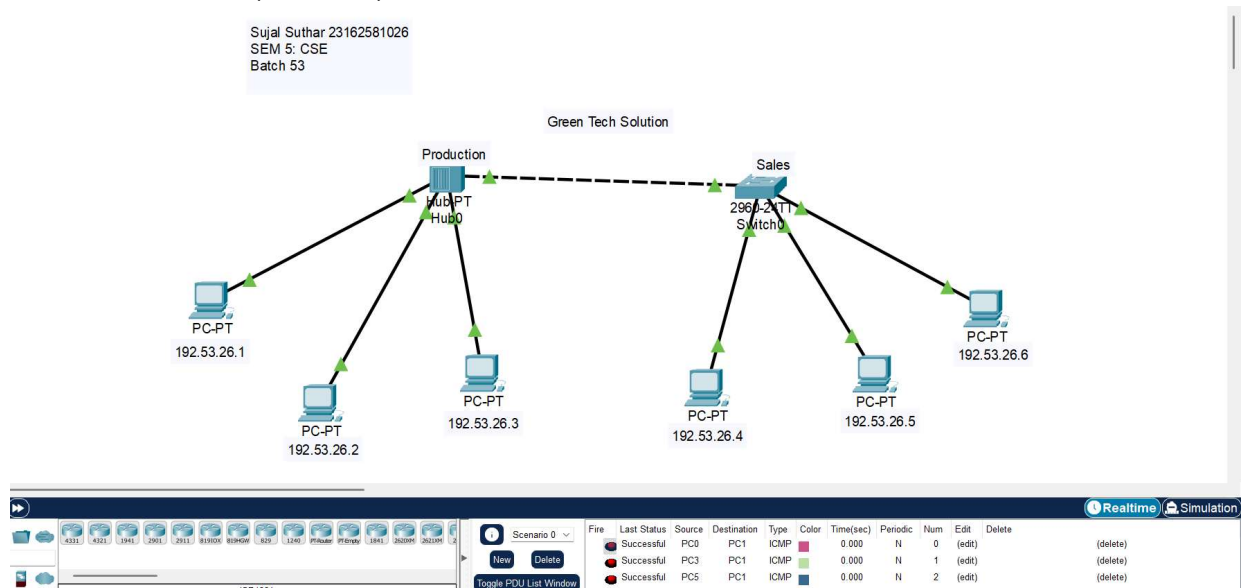 Sujal Suthar 23162581026
SEM 5: CSE
Batch 53
Green Tech Solution
Production
Hub-PT
Hub0
Sales
2960-24TT
Switch0
PC-PT
192.53.26.1
PC-PT
192.53.26.2
PC-PT
192.53.26.3
PC-PT
192.53.26.4
PC-PT
192.53.26.5
PC-PT
192.53.26.6
Realtime Simulation
4331 4321 1941 2901 2911 819IOX 819HGW 829 1240 PT-Router PT-Empty 1841 2620XM 2621XM
Scenario 0
New Delete
Toggle PDU List Window
Fire Last Status Source Destination Type Color Time(sec) Periodic Num Edit Delete
Successful PC0 PC1 ICMP 0.000 N 0 (edit) (delete)
Successful PC3 PC1 ICMP 0.000 N 1 (edit) (delete)
Successful PC5 PC1 ICMP 0.000 N 2 (edit) (delete)